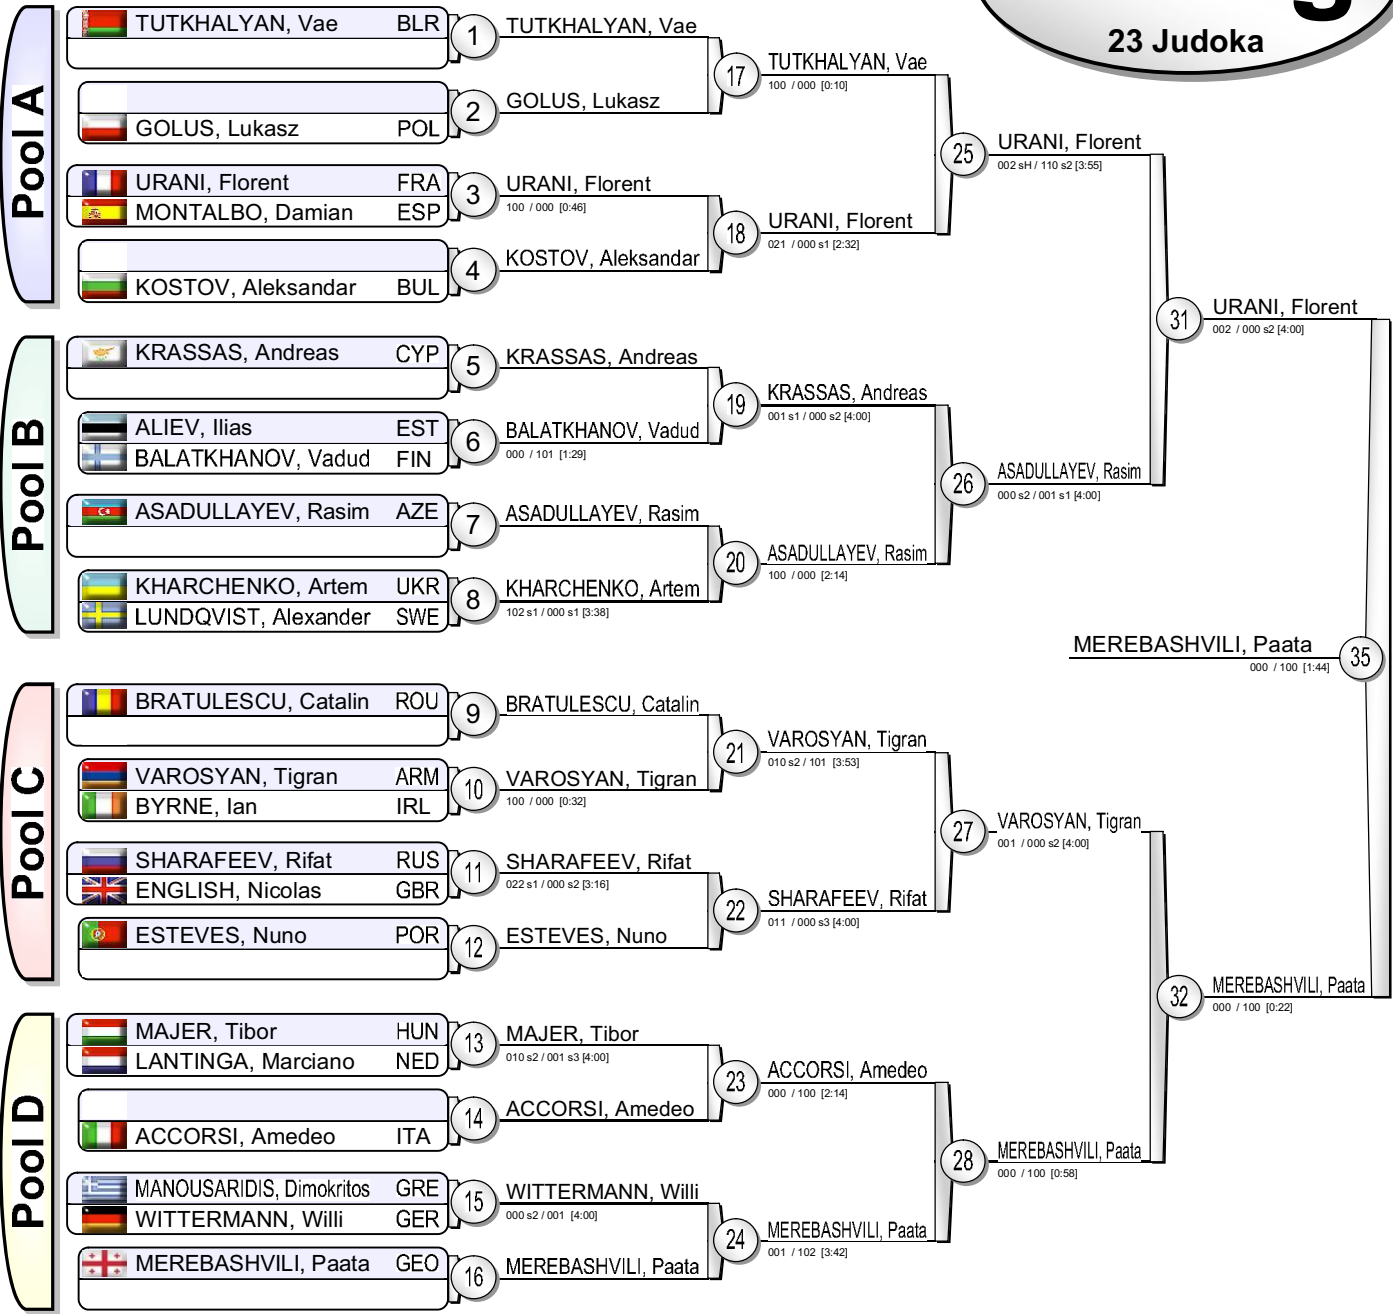 23 Judoka
Pool A
TUTKHALYAN, Vae BLR
GOLUS, Lukasz POL
URANI, Florent FRA
MONTALBO, Damian ESP
KOSTOV, Aleksandar BUL
1 TUTKHALYAN, Vae
2 GOLUS, Lukasz
3 URANI, Florent
100 / 000 [0:46]
4 KOSTOV, Aleksandar
17 TUTKHALYAN, Vae
100 / 000 [0:10]
18 URANI, Florent
021 / 000 s1 [2:32]
25 URANI, Florent
002 sH / 110 s2 [3:55]
Pool B
KRASSAS, Andreas CYP
ALIEV, Ilias EST
BALATKHANOV, Vadud FIN
ASADULLAYEV, Rasim AZE
KHARCHENKO, Artem UKR
LUNDQVIST, Alexander SWE
5 KRASSAS, Andreas
6 BALATKHANOV, Vadud
000 / 101 [1:29]
7 ASADULLAYEV, Rasim
8 KHARCHENKO, Artem
102 s1 / 000 s1 [3:38]
19 KRASSAS, Andreas
001 s1 / 000 s2 [4:00]
20 ASADULLAYEV, Rasim
100 / 000 [2:14]
26 ASADULLAYEV, Rasim
000 s2 / 001 s1 [4:00]
31 URANI, Florent
002 / 000 s2 [4:00]
MEREBASHVILI, Paata 35
000 / 100 [1:44]
Pool C
BRATULESCU, Catalin ROU
VAROSYAN, Tigran ARM
BYRNE, Ian IRL
SHARAFEEV, Rifat RUS
ENGLISH, Nicolas GBR
ESTEVES, Nuno POR
9 BRATULESCU, Catalin
10 VAROSYAN, Tigran
100 / 000 [0:32]
11 SHARAFEEV, Rifat
022 s1 / 000 s2 [3:16]
12 ESTEVES, Nuno
21 VAROSYAN, Tigran
010 s2 / 101 [3:53]
22 SHARAFEEV, Rifat
011 / 000 s3 [4:00]
27 VAROSYAN, Tigran
001 / 000 s2 [4:00]
Pool D
MAJER, Tibor HUN
LANTINGA, Marciano NED
ACCORSI, Amedeo ITA
MANOUSARIDIS, Dimokritos GRE
WITTERMANN, Willi GER
MEREBASHVILI, Paata GEO
13 MAJER, Tibor
010 s2 / 001 s3 [4:00]
14 ACCORSI, Amedeo
15 WITTERMANN, Willi
000 s2 / 001 [4:00]
16 MEREBASHVILI, Paata
23 ACCORSI, Amedeo
000 / 100 [2:14]
24 MEREBASHVILI, Paata
001 / 102 [3:42]
28 MEREBASHVILI, Paata
000 / 100 [0:58]
32 MEREBASHVILI, Paata
000 / 100 [0:22]